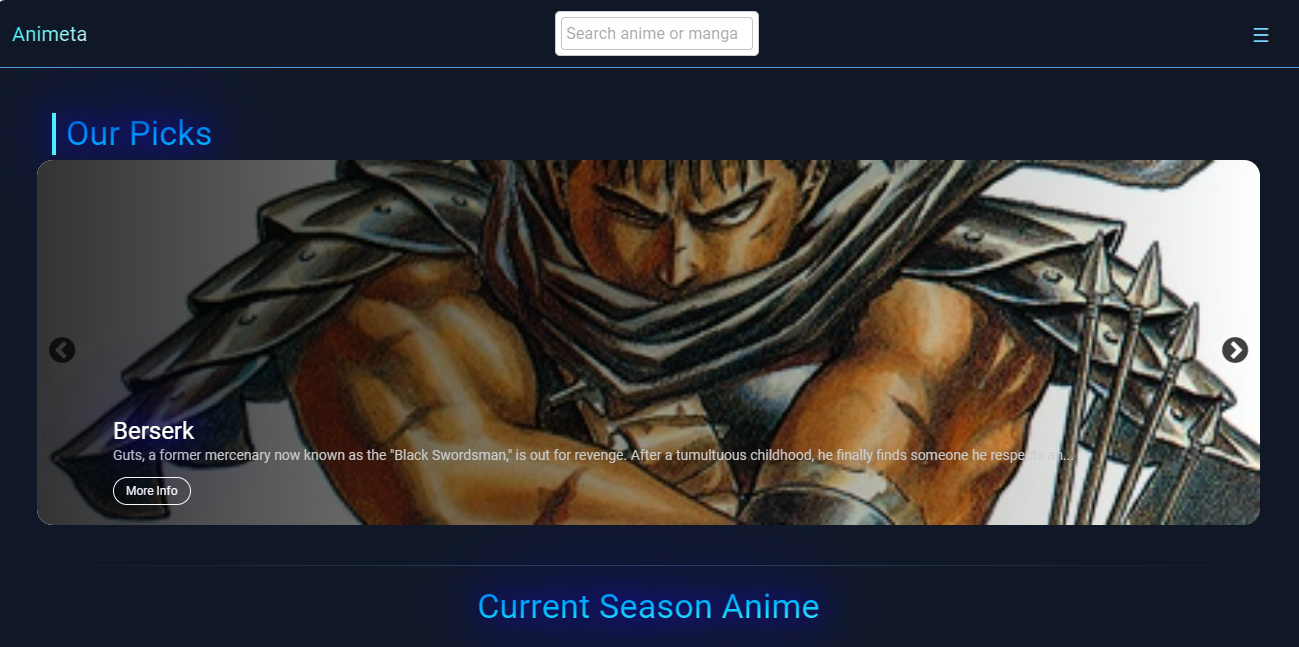 Animeta
Search anime or manga
Our Picks
Berserk
Guts, a former mercenary now known as the "Black Swordsman," is out for revenge. After a tumultuous childhood, he finally finds someone he respects an...
More Info
Current Season Anime